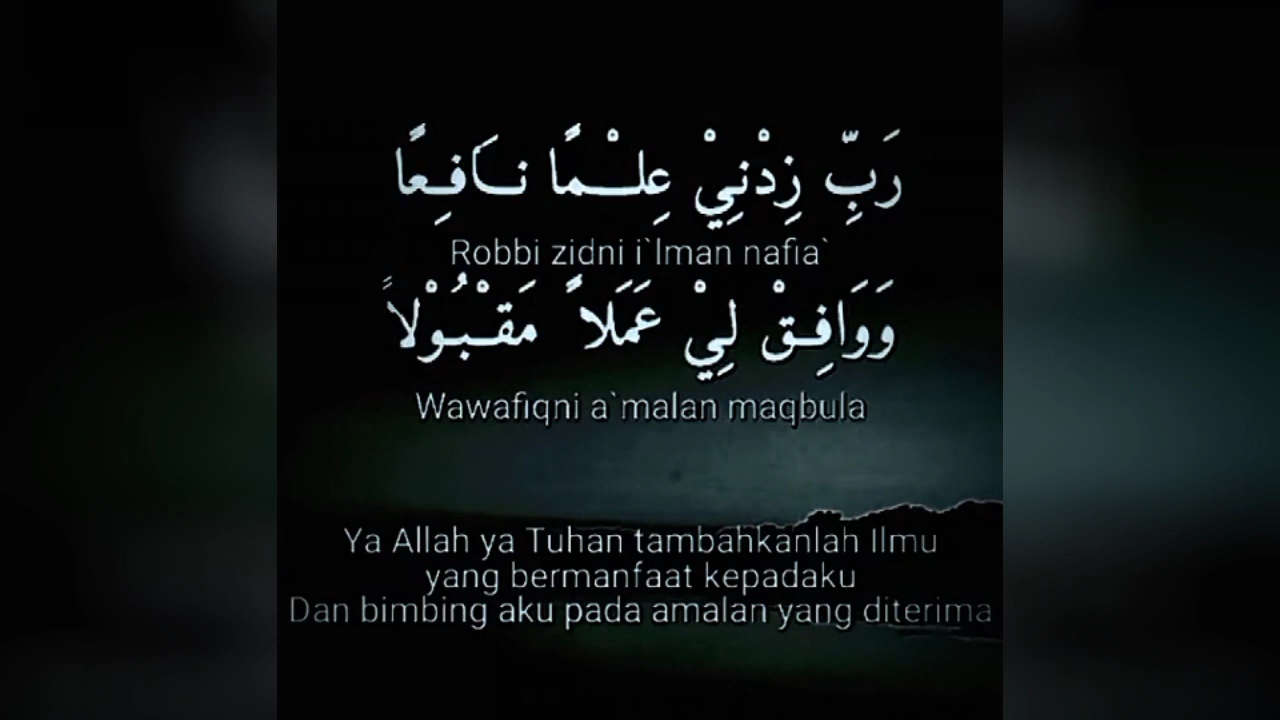 رَبِّ زِدْنِيْ عِلْمًا نَافِعًا
Robbi zidni i`lman nafia`
وَوَافِقْ لِيْ عَمَلاً مَقْبُوْلاً
Wawafiqni a`malan maqbula
Ya Allah ya Tuhan tambahkanlah Ilmu
yang bermanfaat kepadaku
Dan bimbing aku pada amalan yang diterima